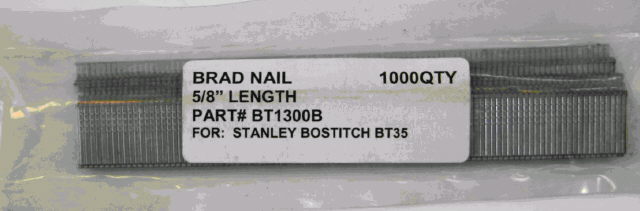 BRAD NAIL 1000QTY
5/8” LENGTH
PART# BT1300B
FOR: STANLEY BOSTITCH BT35